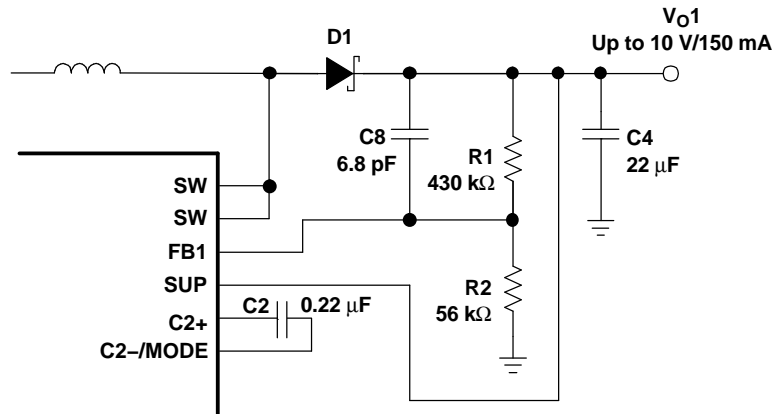 VO1
Up to 10 V/150 mA
D1
C8
6.8 pF
R1
430 kΩ
C4
22 μF
SW
SW
FB1
SUP
C2+
C2–/MODE
C2
0.22 μF
R2
56 kΩ